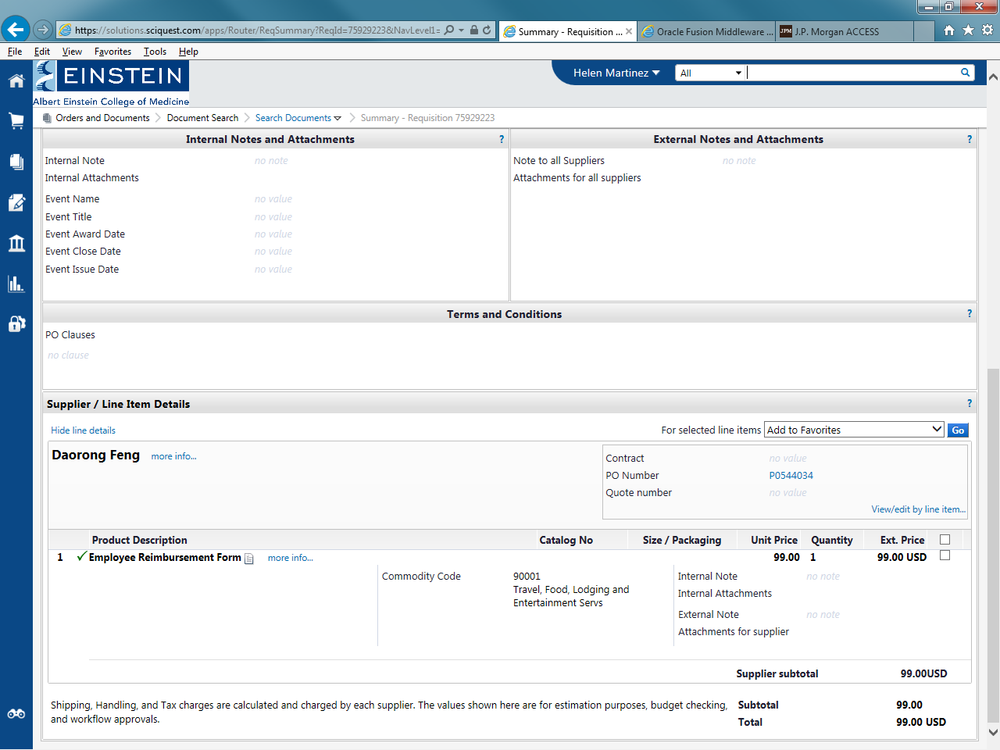 https://solutions.sciquest.com/apps/Router/ReqSummary?ReqId=75929223&NavLevel1=
Summary - Requisition ...
Oracle Fusion Middleware ...
JPM J.P. Morgan ACCESS
File Edit View Favorites Tools Help
EINSTEIN
Albert Einstein College of Medicine
Helen Martinez
All
Orders and Documents
Document Search
Search Documents
Summary - Requisition 75929223
Internal Notes and Attachments ?
Internal Note no note
Internal Attachments
Event Name no value
Event Title no value
Event Award Date no value
Event Close Date no value
Event Issue Date no value
External Notes and Attachments ?
Note to all Suppliers no note
Attachments for all suppliers
Terms and Conditions ?
PO Clauses
no clause
Supplier / Line Item Details ?
Hide line details
For selected line items Add to Favorites Go
Daorong Feng more info...
Contract no value
PO Number P0544034
Quote number no value
View/edit by line item...
Product Description Catalog No Size / Packaging Unit Price Quantity Ext. Price
1 Employee Reimbursement Form more info... 99.00 1 99.00 USD
Commodity Code 90001
Travel, Food, Lodging and
Entertainment Servs
Internal Note no note
Internal Attachments
External Note no note
Attachments for supplier
Supplier subtotal 99.00USD
Shipping, Handling, and Tax charges are calculated and charged by each supplier. The values shown here are for estimation purposes, budget checking,
and workflow approvals.
Subtotal 99.00
Total 99.00 USD